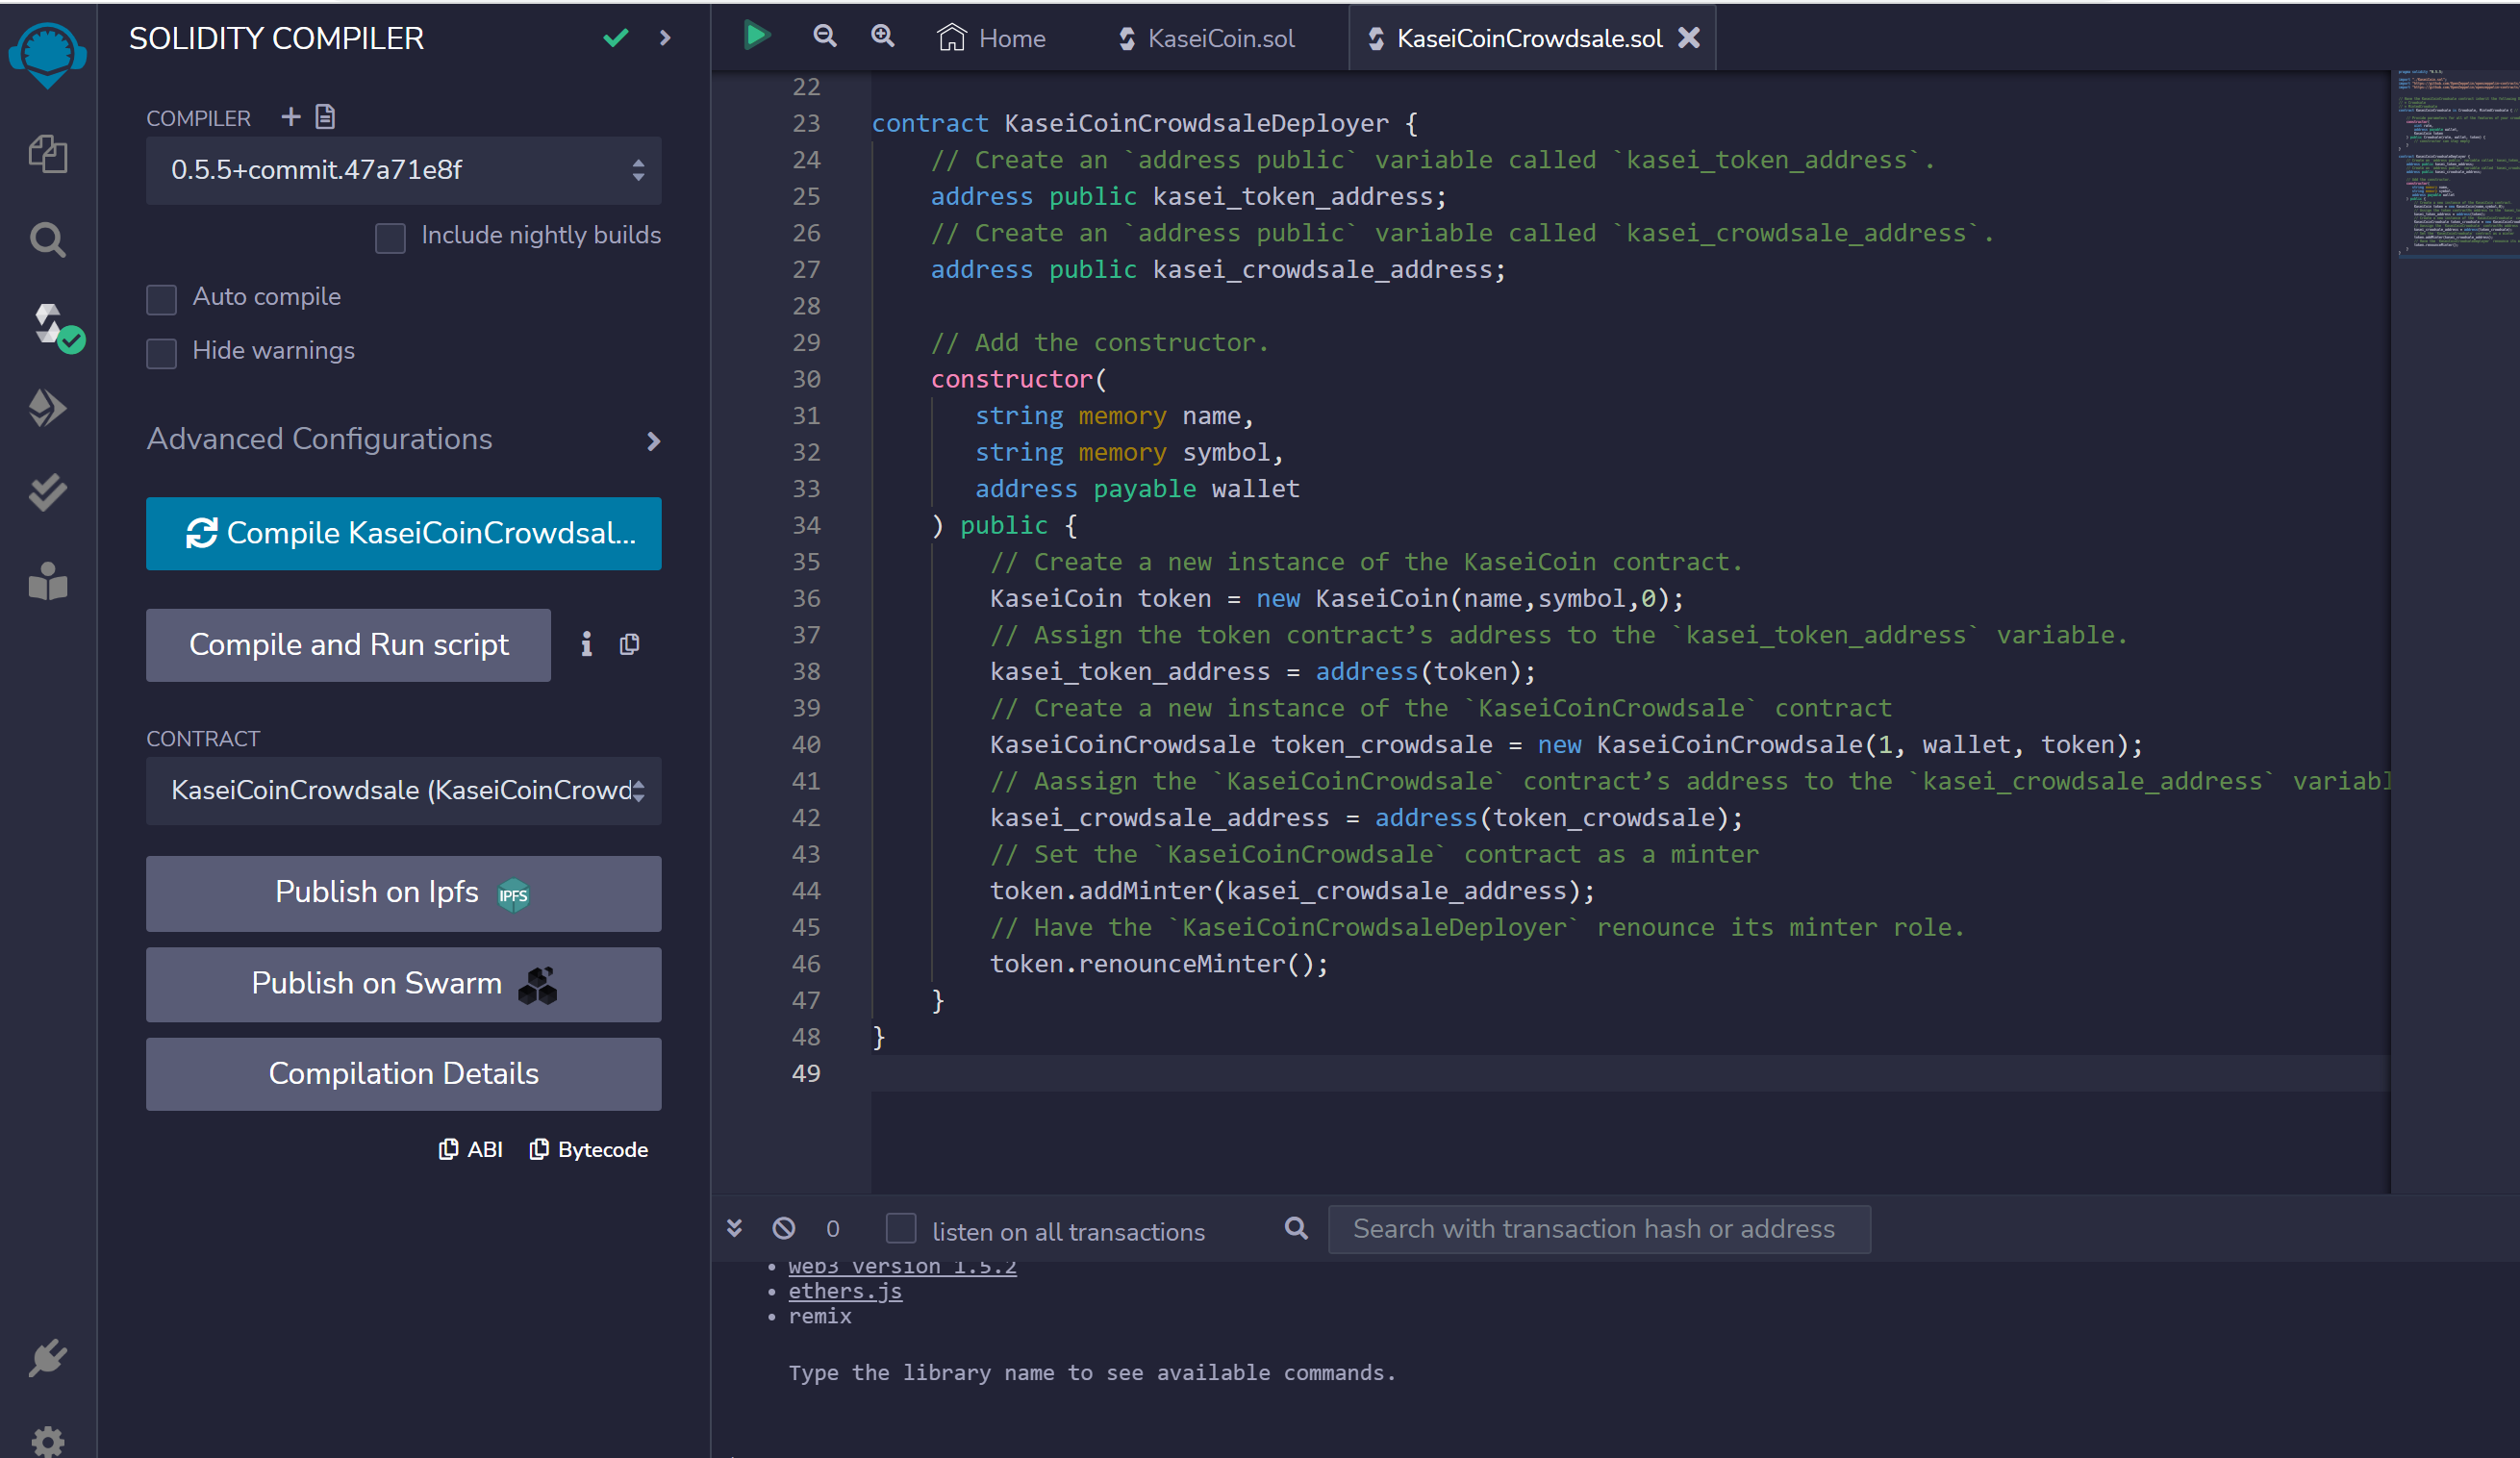 SOLIDITY COMPILER
COMPILER
0.5.5+commit.47a71e8f
Include nightly builds
Auto compile
Hide warnings
Advanced Configurations
Compile KaseiCoinCrowdsal...
Compile and Run script
CONTRACT
KaseiCoinCrowdsale (KaseiCoinCrowd
Publish on Ipfs IPFS
Publish on Swarm
Compilation Details
ABI Bytecode
Home KaseiCoin.sol KaseiCoinCrowdsale.sol
22
23 contract KaseiCoinCrowdsaleDeployer {
24 // Create an `address public` variable called `kasei_token_address`.
25 address public kasei_token_address;
26 // Create an `address public` variable called `kasei_crowdsale_address`.
27 address public kasei_crowdsale_address;
28
29 // Add the constructor.
30 constructor(
31 string memory name,
32 string memory symbol,
33 address payable wallet
34 ) public {
35 // Create a new instance of the KaseiCoin contract.
36 KaseiCoin token = new KaseiCoin(name,symbol,0);
37 // Assign the token contract’s address to the `kasei_token_address` variable.
38 kasei_token_address = address(token);
39 // Create a new instance of the `KaseiCoinCrowdsale` contract
40 KaseiCoinCrowdsale token_crowdsale = new KaseiCoinCrowdsale(1, wallet, token);
41 // Aassign the `KaseiCoinCrowdsale` contract’s address to the `kasei_crowdsale_address` variabl
42 kasei_crowdsale_address = address(token_crowdsale);
43 // Set the `KaseiCoinCrowdsale` contract as a minter
44 token.addMinter(kasei_crowdsale_address);
45 // Have the `KaseiCoinCrowdsaleDeployer` renounce its minter role.
46 token.renounceMinter();
47 }
48 }
49
0 listen on all transactions Search with transaction hash or address
• web3 version 1.5.2
• ethers.js
• remix
Type the library name to see available commands.